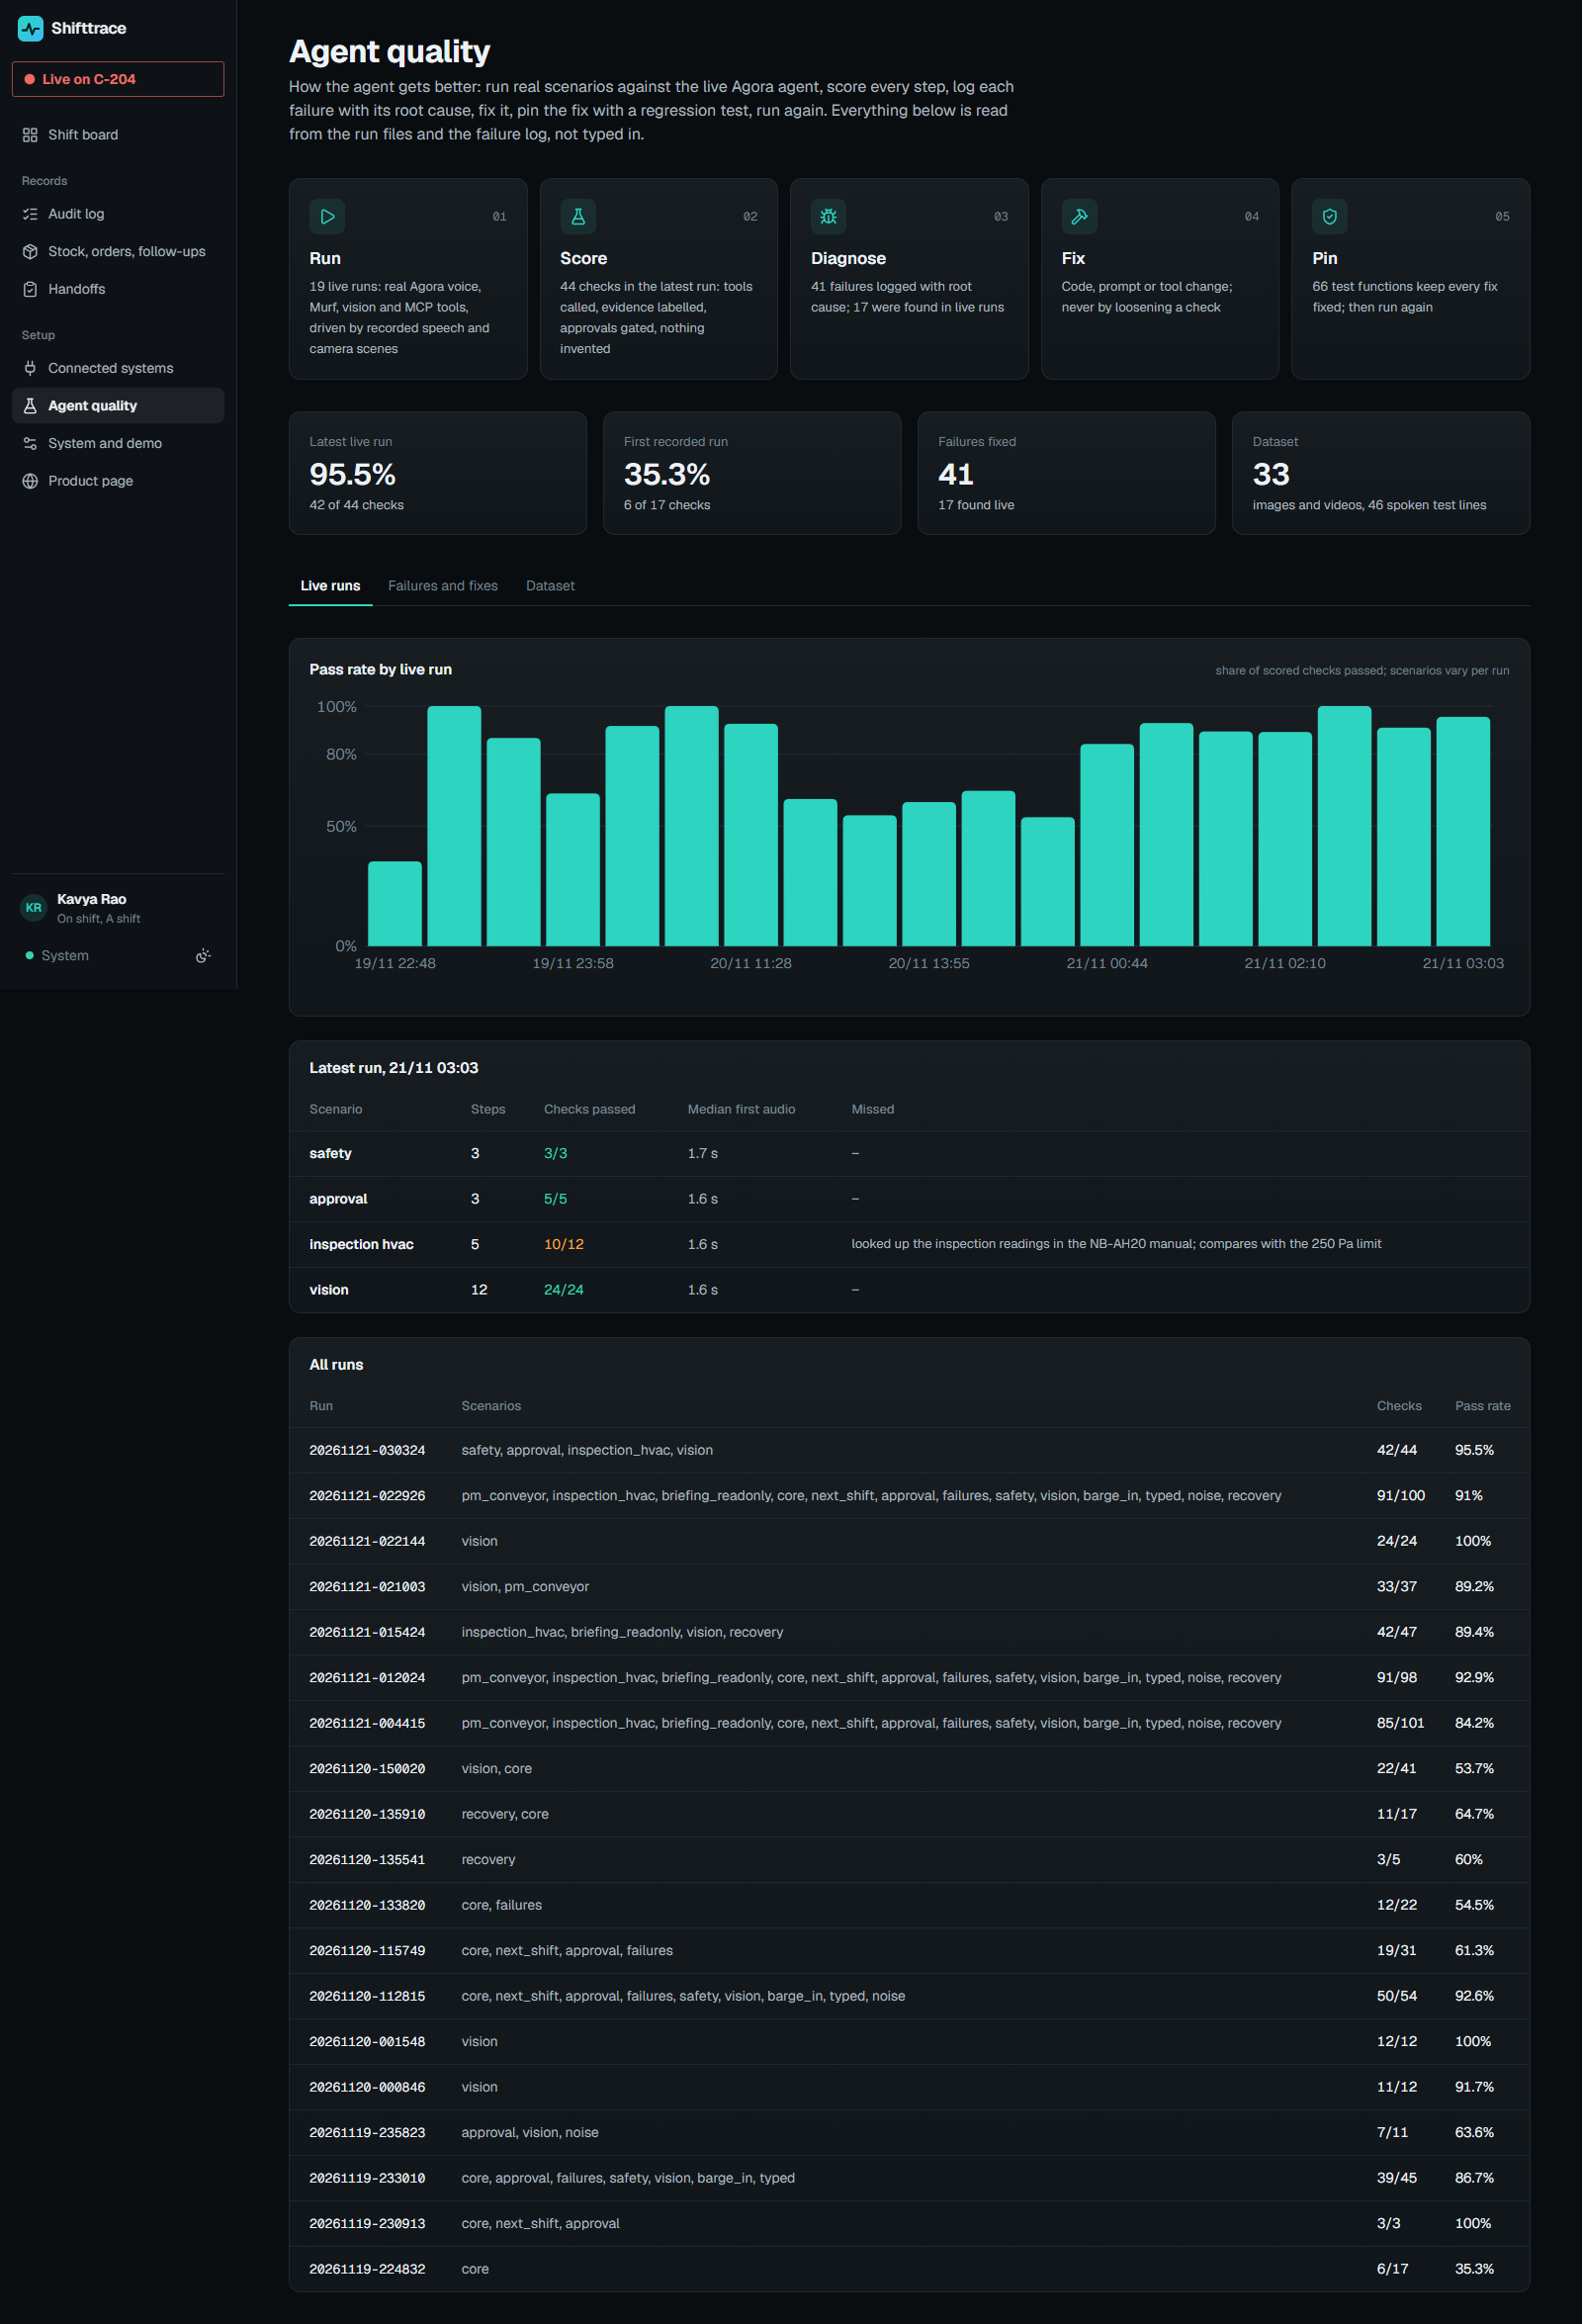 Shifttrace
Live on C-204
Shift board
Records
Audit log
Stock, orders, follow-ups
Handoffs
Setup
Connected systems
Agent quality
System and demo
Product page
KR
Kavya Rao
On shift, A shift
System
Agent quality
How the agent gets better: run real scenarios against the live Agora agent, score every step, log each
failure with its root cause, fix it, pin the fix with a regression test, run again. Everything below is read
from the run files and the failure log, not typed in.
01
Run
19 live runs: real Agora voice,
Murf, vision and MCP tools,
driven by recorded speech and
camera scenes
02
Score
44 checks in the latest run: tools
called, evidence labelled,
approvals gated, nothing
invented
03
Diagnose
41 failures logged with root
cause; 17 were found in live runs
04
Fix
Code, prompt or tool change;
never by loosening a check
05
Pin
66 test functions keep every fix
fixed; then run again
Latest live run
95.5%
42 of 44 checks
First recorded run
35.3%
6 of 17 checks
Failures fixed
41
17 found live
Dataset
33
images and videos, 46 spoken test lines
Live runs Failures and fixes Dataset
Pass rate by live run share of scored checks passed; scenarios vary per run
100%
80%
50%
0%
19/11 22:48 19/11 23:58 20/11 11:28 20/11 13:55 21/11 00:44 21/11 02:10 21/11 03:03
Latest run, 21/11 03:03
Scenario Steps Checks passed Median first audio Missed
safety 3 3/3 1.7 s –
approval 3 5/5 1.6 s –
inspection hvac 5 10/12 1.6 s looked up the inspection readings in the NB-AH20 manual; compares with the 250 Pa limit
vision 12 24/24 1.6 s –
All runs
Run Scenarios Checks Pass rate
20261121-030324 safety, approval, inspection_hvac, vision 42/44 95.5%
20261121-022926 pm_conveyor, inspection_hvac, briefing_readonly, core, next_shift, approval, failures, safety, vision, barge_in, typed, noise, recovery 91/100 91%
20261121-022144 vision 24/24 100%
20261121-021003 vision, pm_conveyor 33/37 89.2%
20261121-015424 inspection_hvac, briefing_readonly, vision, recovery 42/47 89.4%
20261121-012024 pm_conveyor, inspection_hvac, briefing_readonly, core, next_shift, approval, failures, safety, vision, barge_in, typed, noise, recovery 91/98 92.9%
20261121-004415 pm_conveyor, inspection_hvac, briefing_readonly, core, next_shift, approval, failures, safety, vision, barge_in, typed, noise, recovery 85/101 84.2%
20261120-150020 vision, core 22/41 53.7%
20261120-135910 recovery, core 11/17 64.7%
20261120-135541 recovery 3/5 60%
20261120-133820 core, failures 12/22 54.5%
20261120-115749 core, next_shift, approval, failures 19/31 61.3%
20261120-112815 core, next_shift, approval, failures, safety, vision, barge_in, typed, noise 50/54 92.6%
20261120-001548 vision 12/12 100%
20261120-000846 vision 11/12 91.7%
20261119-235823 approval, vision, noise 7/11 63.6%
20261119-233010 core, approval, failures, safety, vision, barge_in, typed 39/45 86.7%
20261119-230913 core, next_shift, approval 3/3 100%
20261119-224832 core 6/17 35.3%